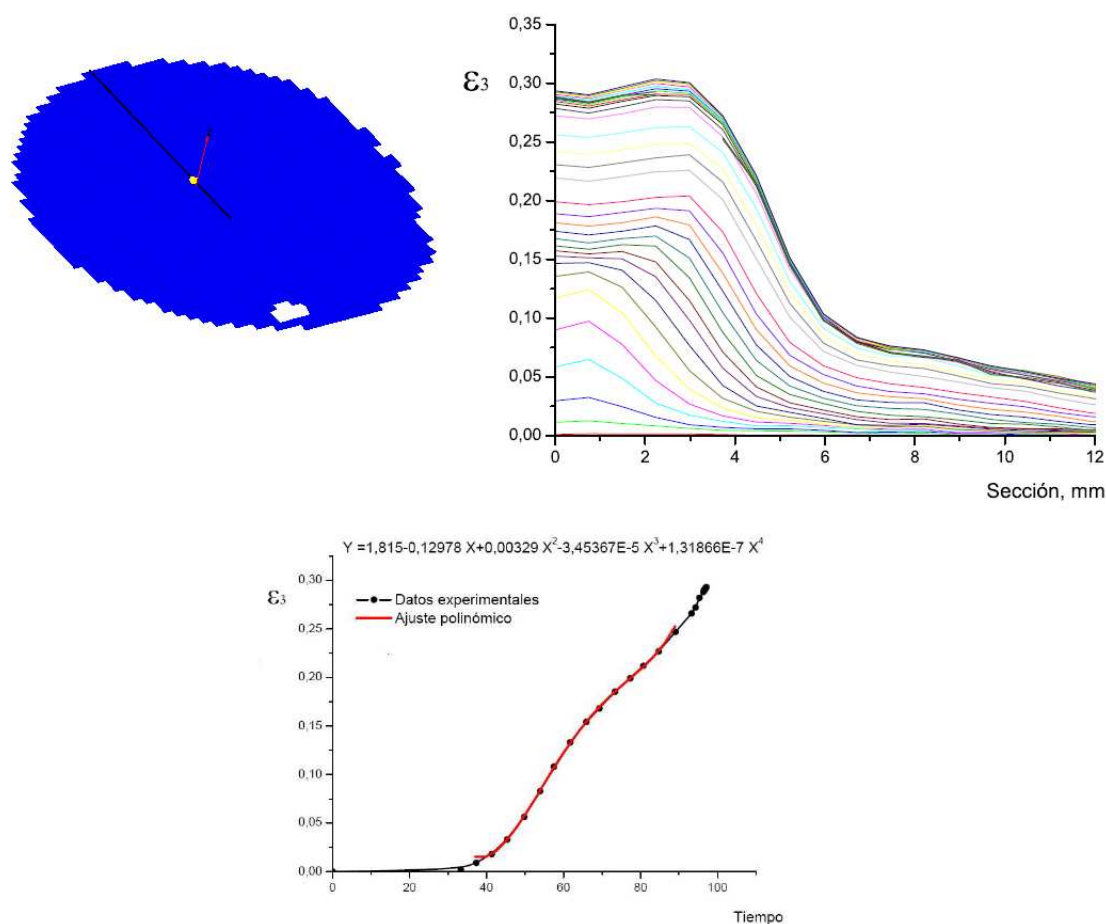 0,35
0,30
0,25
0,20
0,15
0,10
0,05
0,00
ε3
0 2 4 6 8 10 12
Sección, mm
Y =1,815-0,12978 X+0,00329 X^2-3,45367E-5 X^3+1,31866E-7 X^4
ε3
Datos experimentales
Ajuste polinómico
0,30
0,25
0,20
0,15
0,10
0,05
0,00
0 20 40 60 80 100
Tiempo